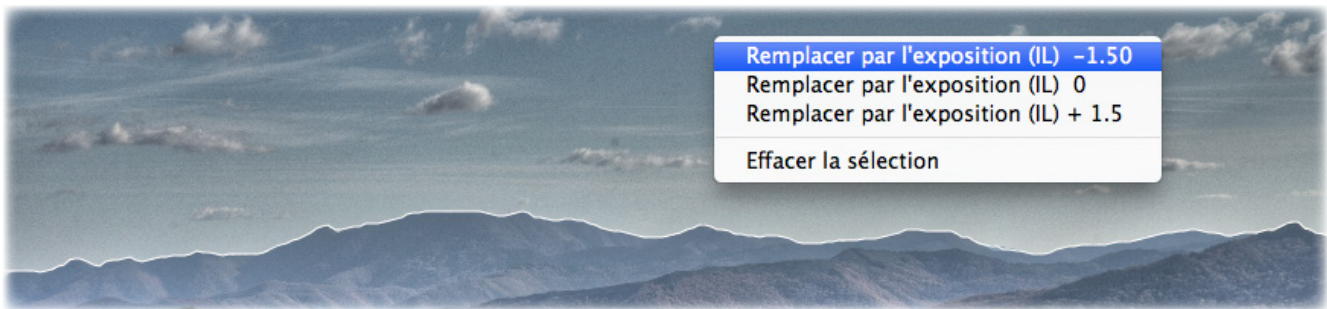 Remplacer par l'exposition (IL) -1.50
Remplacer par l'exposition (IL) 0
Remplacer par l'exposition (IL) + 1.5
Effacer la sélection